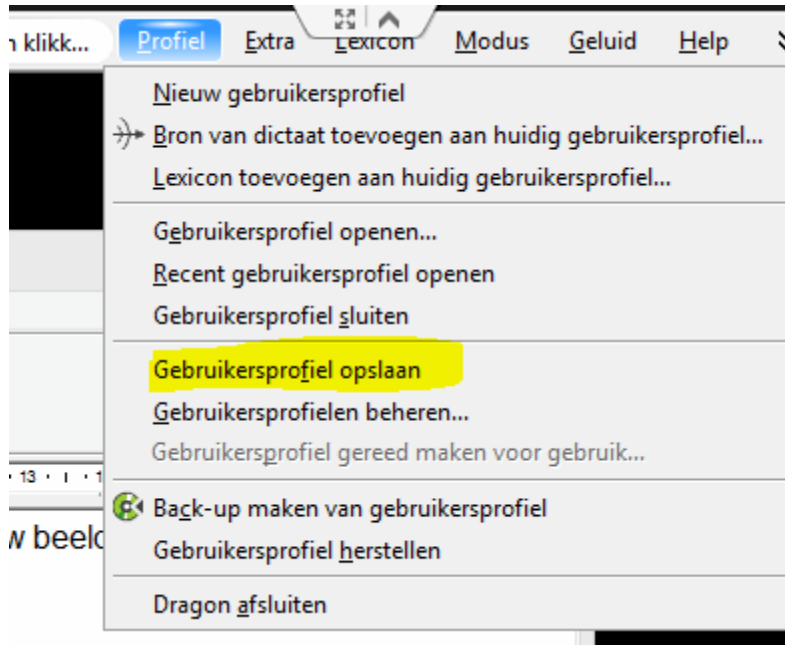 n klikk... Profiel Extra Lexicon Modus Geluid Help
Nieuw gebruikersprofiel
Bron van dictaat toevoegen aan huidig gebruikersprofiel...
Lexicon toevoegen aan huidig gebruikersprofiel...
Gebruikersprofiel openen...
Recent gebruikersprofiel openen
Gebruikersprofiel sluiten
Gebruikersprofiel opslaan
Gebruikersprofielen beheren...
Gebruikersprofiel gereed maken voor gebruik...
· 13 · ı · 1
Back-up maken van gebruikersprofiel
w beeld
Gebruikersprofiel herstellen
Dragon afsluiten